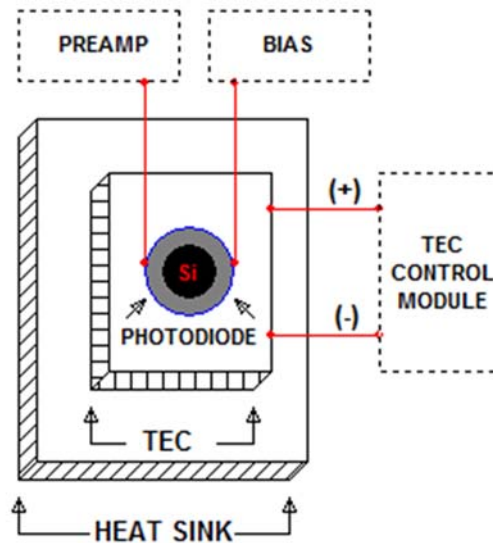 PREAMP
BIAS
(+)
TEC
CONTROL
MODULE
(-)
Si
PHOTODIODE
TEC
HEAT SINK